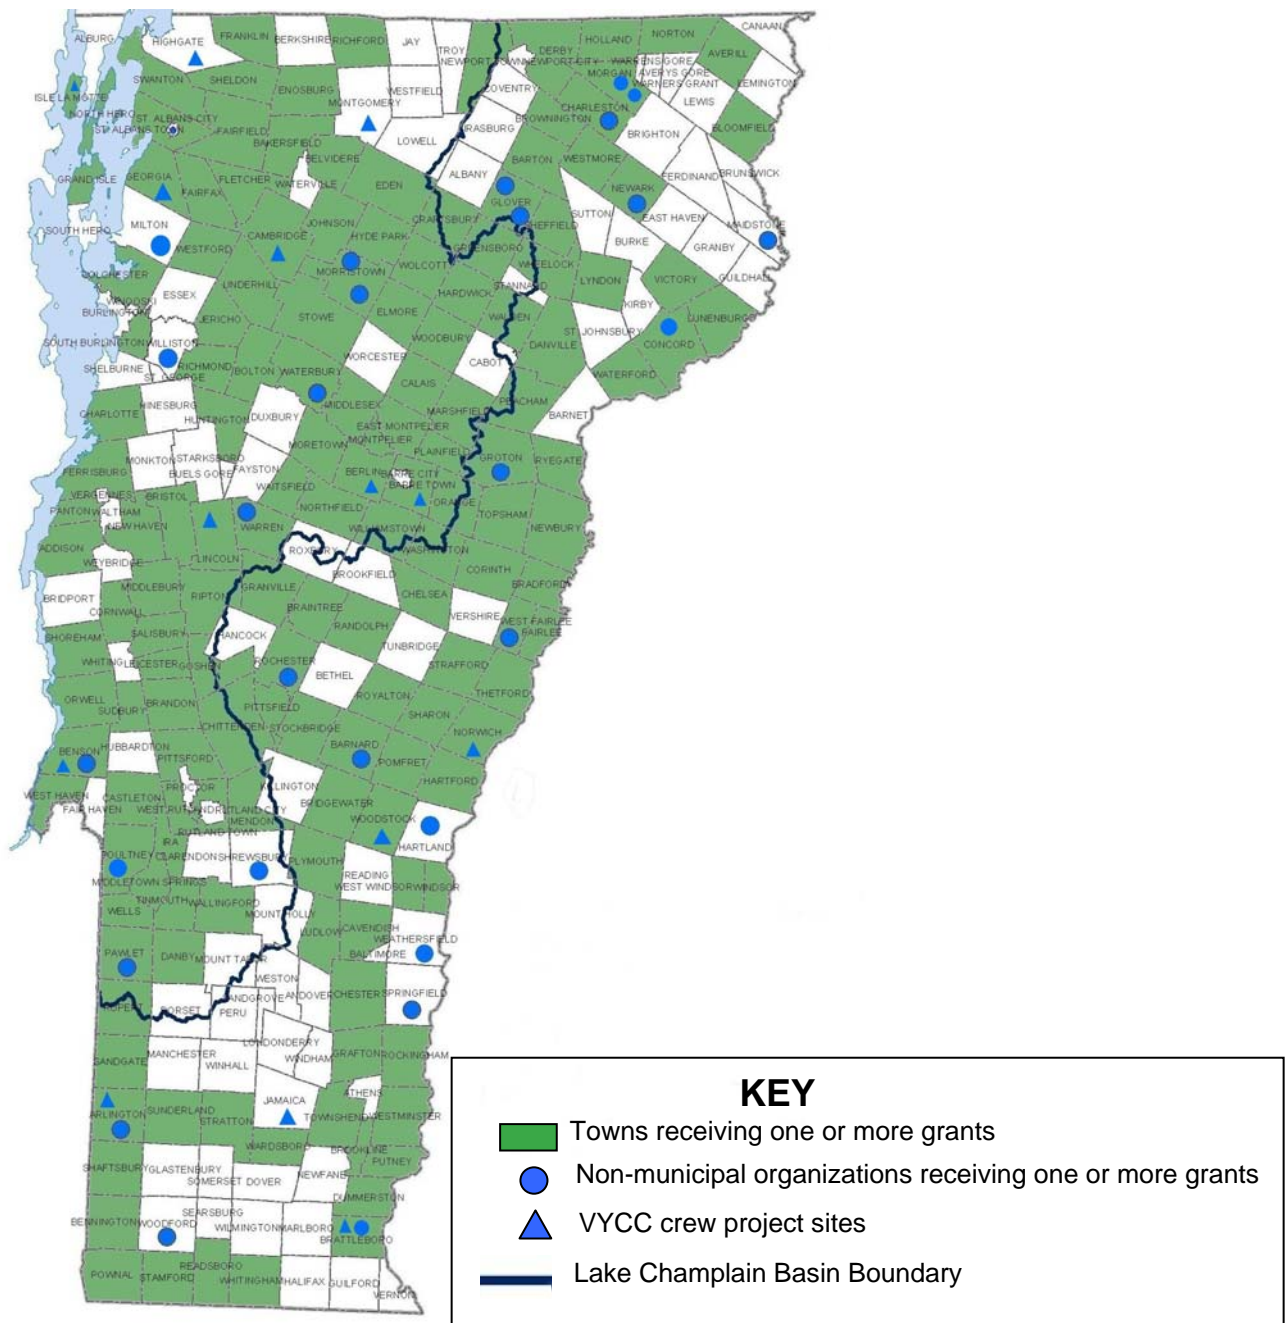 ALBURG
HIGHGATE
FRANKLIN
BERKSHIRE
RICHFORD
JAY
TROY
NEWPORT TOWN
NEWPORT CITY
DERBY
HOLLAND
NORTON
CANAAN
AVERILL
WARRENS GORE
MORGAN
AVERYS GORE
WARNERS GRANT
LEMINGTON
LEWIS
SWANTON
SHELDON
ENOSBURG
MONTGOMERY
WESTFIELD
COVENTRY
ISLE LA MOTTE
NORTH HERO
ST ALBANS CITY
ST ALBANS TOWN
FAIRFIELD
BAKERSFIELD
LOWELL
IRASBURG
BROWNINGTON
CHARLESTON
BRIGHTON
BLOOMFIELD
BELVIDERE
BARTON
WESTMORE
GRAND ISLE
GEORGIA
FAIRFAX
FLETCHER
WATERVILLE
EDEN
ALBANY
GLOVER
NEWARK
FERDINAND
BRUNSWICK
SOUTH HERO
MILTON
WESTFORD
CAMBRIDGE
JOHNSON
HYDE PARK
CRAFTSBURY
GREENSBORO
SHEFFIELD
SUTTON
EAST HAVEN
MAIDSTONE
BURKE
GRANBY
COLCHESTER
UNDERHILL
MORRISTOWN
WOLCOTT
WHEELOCK
STANNARD
LYNDON
VICTORY
GUILDHALL
ESSEX
WINOOSKI
BURLINGTON
JERICHO
STOWE
ELMORE
HARDWICK
WALDEN
KIRBY
LUNENBURG
SOUTH BURLINGTON
WILLISTON
WOODBURY
DANVILLE
ST JOHNSBURY
CONCORD
SHELBURNE
ST. GEORGE
RICHMOND
BOLTON
WATERBURY
WORCESTER
CALAIS
CABOT
WATERFORD
CHARLOTTE
HINESBURG
HUNTINGTON
DUXBURY
MIDDLESEX
EAST MONTPELIER
MONTPELIER
MARSHFIELD
PEACHAM
BARNET
MORETOWN
PLAINFIELD
FERRISBURG
MONKTON
STARKSBORO
BUELS GORE
FAYSTON
WAITSFIELD
BERLIN
BARRE CITY
BARRE TOWN
GROTON
RYEGATE
VERGENNES
PANTON
WALTHAM
NEW HAVEN
BRISTOL
WARREN
NORTHFIELD
WILLIAMSTOWN
ORANGE
TOPSHAM
NEWBURY
ADDISON
WEYBRIDGE
LINCOLN
ROXBURY
WASHINGTON
BROOKFIELD
CORINTH
BRIDPORT
CORNWALL
MIDDLEBURY
RIPTON
GRANVILLE
BRAINTREE
CHELSEA
BRADFORD
SHOREHAM
SALISBURY
HANCOCK
RANDOLPH
VERSHIRE
WEST FAIRLEE
FAIRLEE
WHITING
LEICESTER
GOSHEN
ROCHESTER
BETHEL
TUNBRIDGE
STRAFFORD
ORWELL
SUDBURY
BRANDON
PITTSFIELD
ROYALTON
THETFORD
CHITTENDEN
STOCKBRIDGE
SHARON
BENSON
HUBBARDTON
PITTSFORD
BARNARD
POMFRET
NORWICH
WEST HAVEN
FAIR HAVEN
CASTLETON
PROCTOR
KILLINGTON
BRIDGEWATER
HARTFORD
WEST RUTLAND
RUTLAND CITY
MENDON
RUTLAND TOWN
WOODSTOCK
HARTLAND
POULTNEY
IRA
CLARENDON
SHREWSBURY
PLYMOUTH
READING
WEST WINDSOR
WINDSOR
MIDDLETOWN SPRINGS
WELLS
TINMOUTH
WALLINGFORD
MOUNT HOLLY
LUDLOW
CAVENDISH
WEATHERSFIELD
BALTIMORE
PAWLET
DANBY
MOUNT TABOR
WESTON
ANDOVER
CHESTER
SPRINGFIELD
RUPERT
DORSET
LANDGROVE
PERU
LONDONDERRY
WINDHAM
GRAFTON
ROCKINGHAM
SANDGATE
MANCHESTER
WINHALL
ATHENS
ARLINGTON
SUNDERLAND
STRATTON
JAMAICA
TOWNSHEND
WESTMINSTER
WARDSBORO
BROOKLINE
PUTNEY
SHAFTSBURY
GLASTENBURY
SOMERSET
DOVER
NEWFANE
DUMMERSTON
BENNINGTON
WOODFORD
SEARSBURG
WILMINGTON
MARLBORO
BRATTLEBORO
POWNAL
STAMFORD
READSBORO
WHITINGHAM
HALIFAX
GUILFORD
VERNON
KEY
Towns receiving one or more grants
Non-municipal organizations receiving one or more grants
VYCC crew project sites
Lake Champlain Basin Boundary